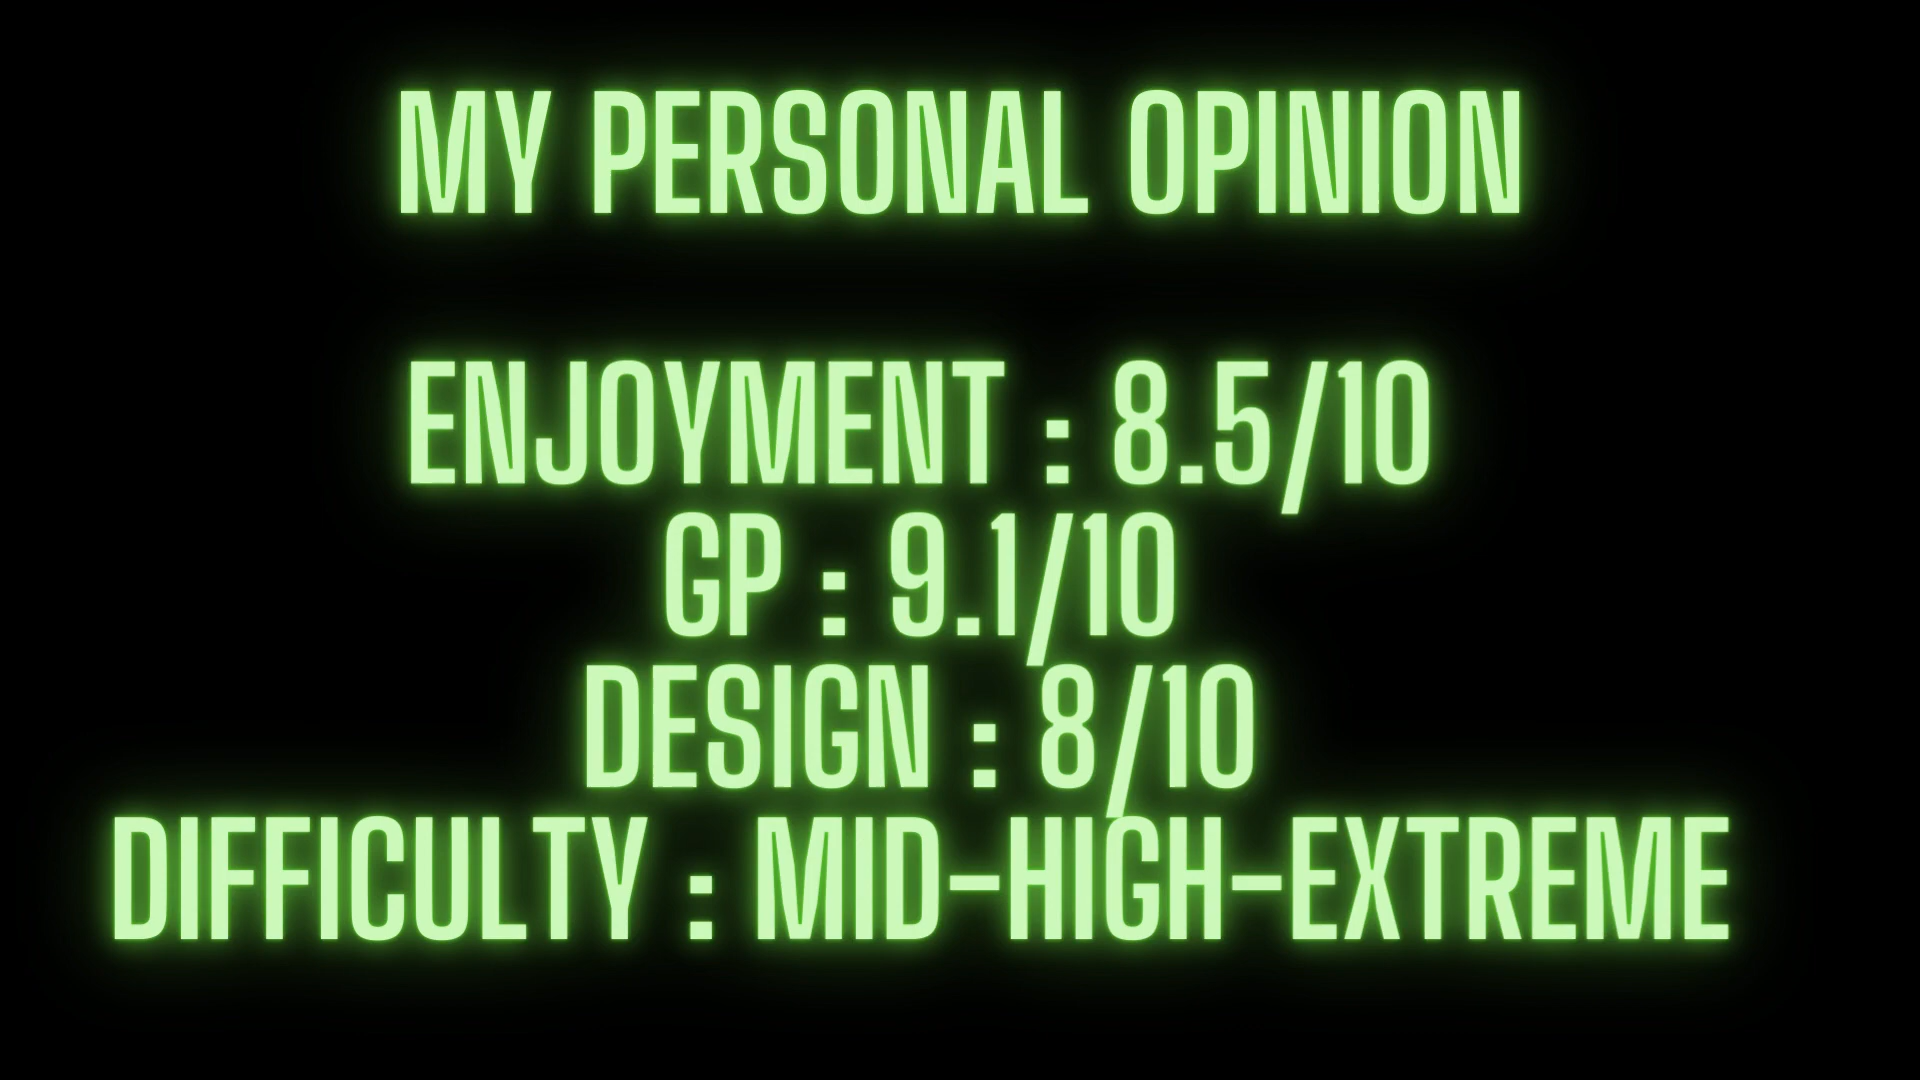 MY PERSONAL OPINION
ENJOYMENT : 8.5/10
GP : 9.1/10
DESIGN : 8/10
DIFFICULTY : MID-HIGH-EXTREME